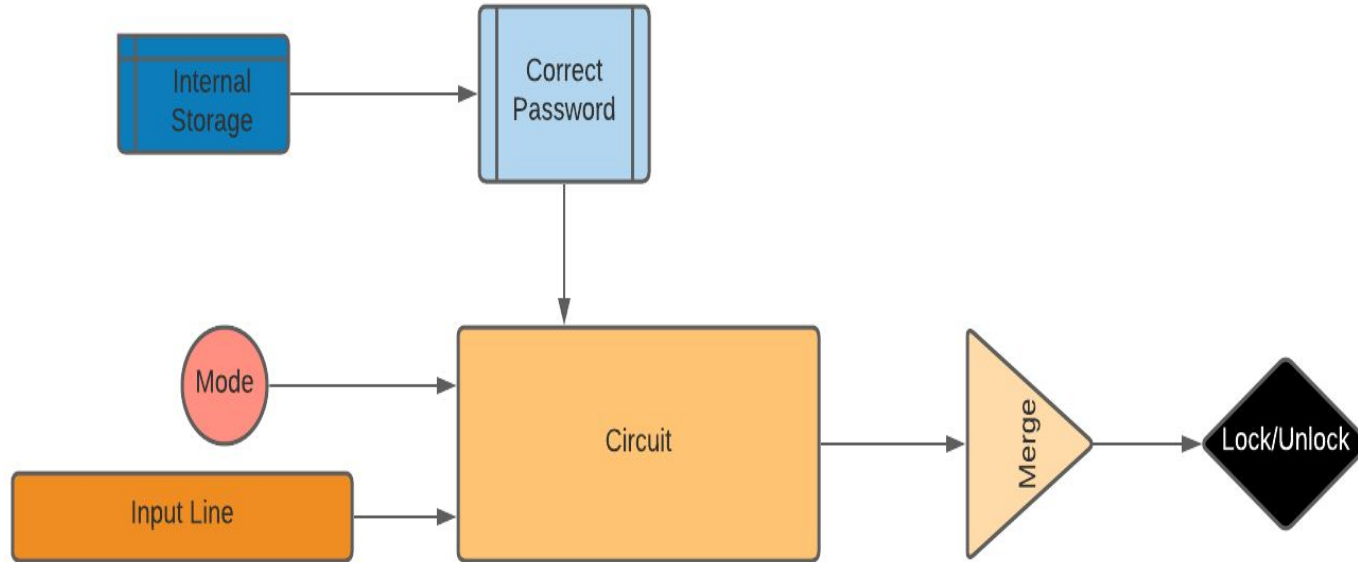 Internal
Storage
Correct
Password
Mode
Circuit
Merge
Lock/Unlock
Input Line